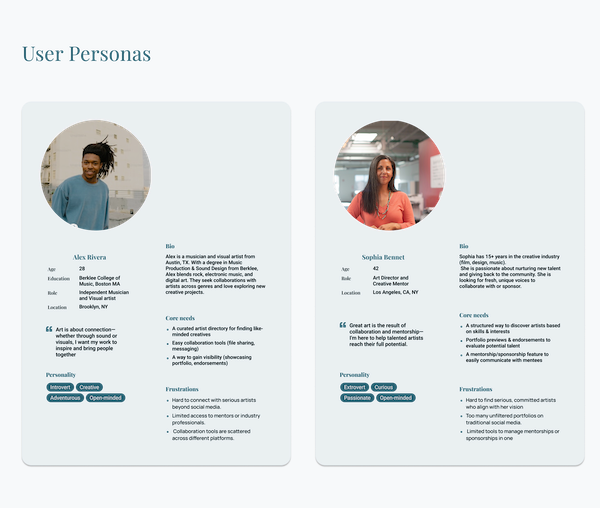 User Personas
Alex Rivera
Age 28
Education Berklee College of
Music, Boston MA
Role Independent Musician
and Visual artist
Location Brooklyn, NY
“ Art is about connection—
whether through sound or
visuals, I want my work to
inspire and bring people
together
Personality
Introvert Creative
Adventurous Open-minded
Bio
Alex is a musician and visual artist from
Austin, TX. With a degree in Music
Production & Sound Design from Berklee,
Alex blends rock, electronic music, and
digital art. They seek collaborations with
artists across genres and love exploring new
creative projects.
Core needs
• A curated artist directory for finding like-
minded creatives
• Easy collaboration tools (file sharing,
messaging)
• A way to gain visibility (showcasing
portfolio, endorsements)
Frustrations
• Hard to connect with serious artists
beyond social media.
• Limited access to mentors or industry
professionals.
• Collaboration tools are scattered
across different platforms.
Sophia Bennet
Age 42
Role Art Director and
Creative Mentor
Location Los Angeles, CA, NY
“ Great art is the result of
collaboration and mentorship—
I'm here to help talented artists
reach their full potential.
Personality
Extrovert Curious
Passionate Open-minded
Bio
Sophia has 15+ years in the creative industry
(film, design, music).
She is passionate about nurturing new talent
and giving back to the community. She is
looking for fresh, unique voices to
collaborate with or sponsor.
Core needs
• A structured way to discover artists based
on skills & interests
• Portfolio previews & endorsements to
evaluate potential talent
• A mentorship/sponsorship feature to
easily communicate with mentees
Frustrations
• Hard to find serious, committed artists
who align with her vision
• Too many unfiltered portfolios on
traditional social media.
• Limited tools to manage mentorships or
sponsorships in one